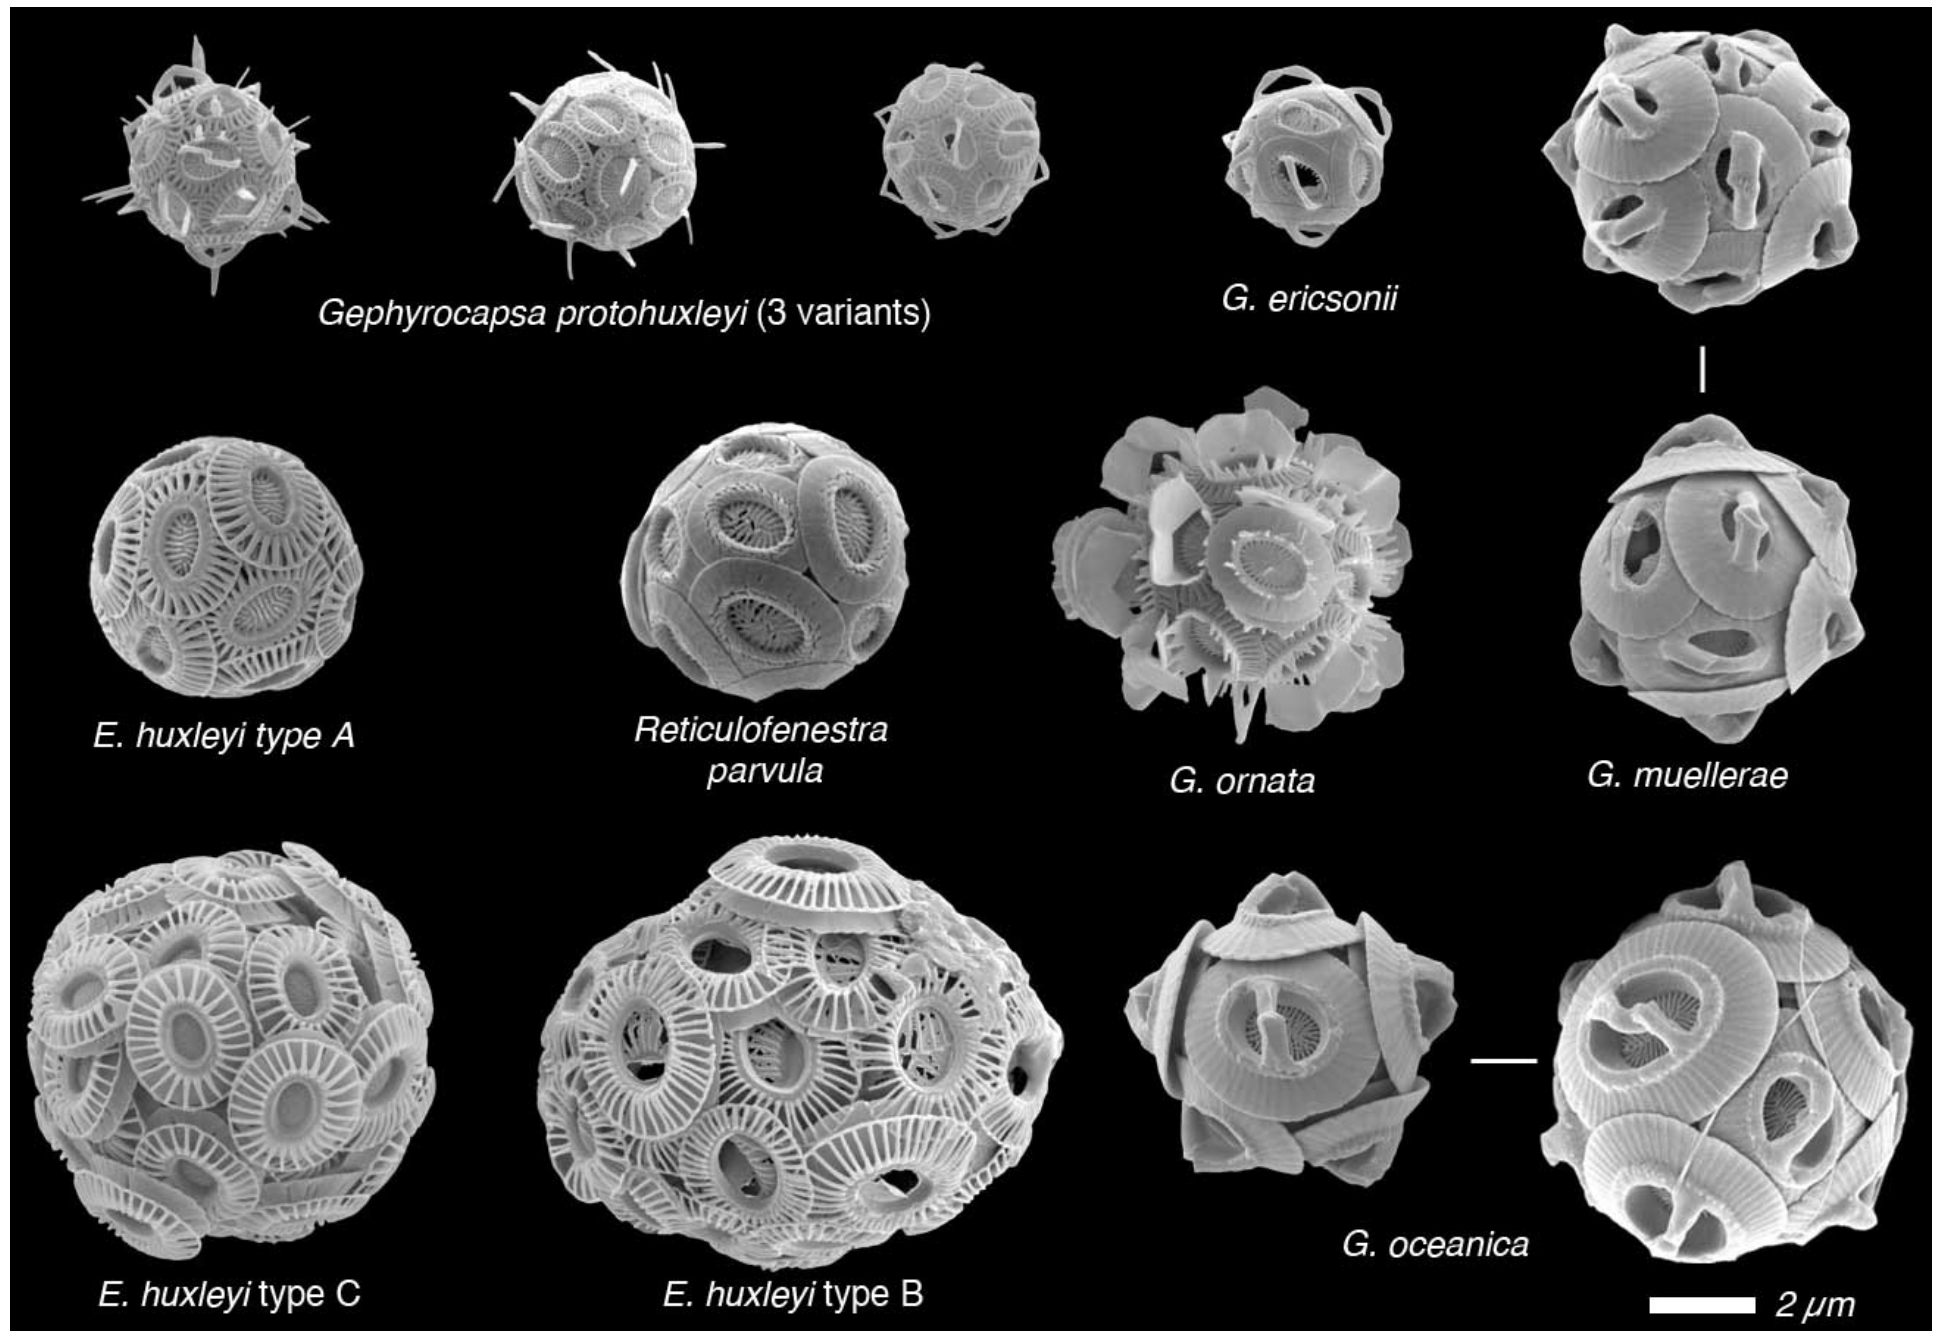 Gephyrocapsa protohuxleyi (3 variants)
G. ericsonii
E. huxleyi type A
Reticulofenestra
parvula
G. ornata
G. muellerae
E. huxleyi type C
E. huxleyi type B
G. oceanica
2 µm